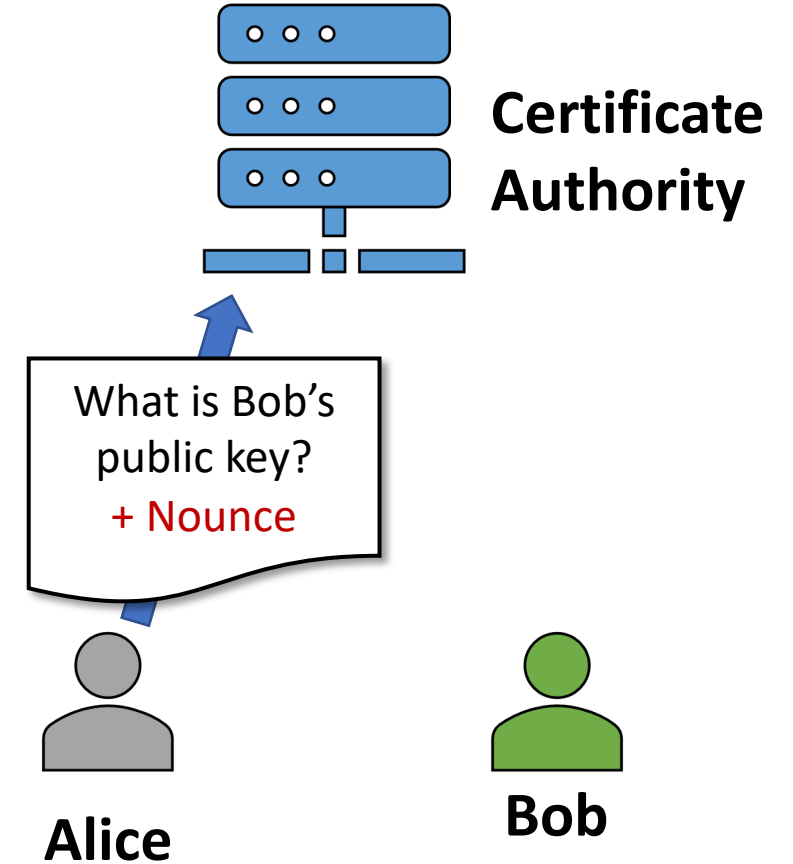 Certificate
Authority
What is Bob’s
public key?
+ Nounce
Alice
Bob